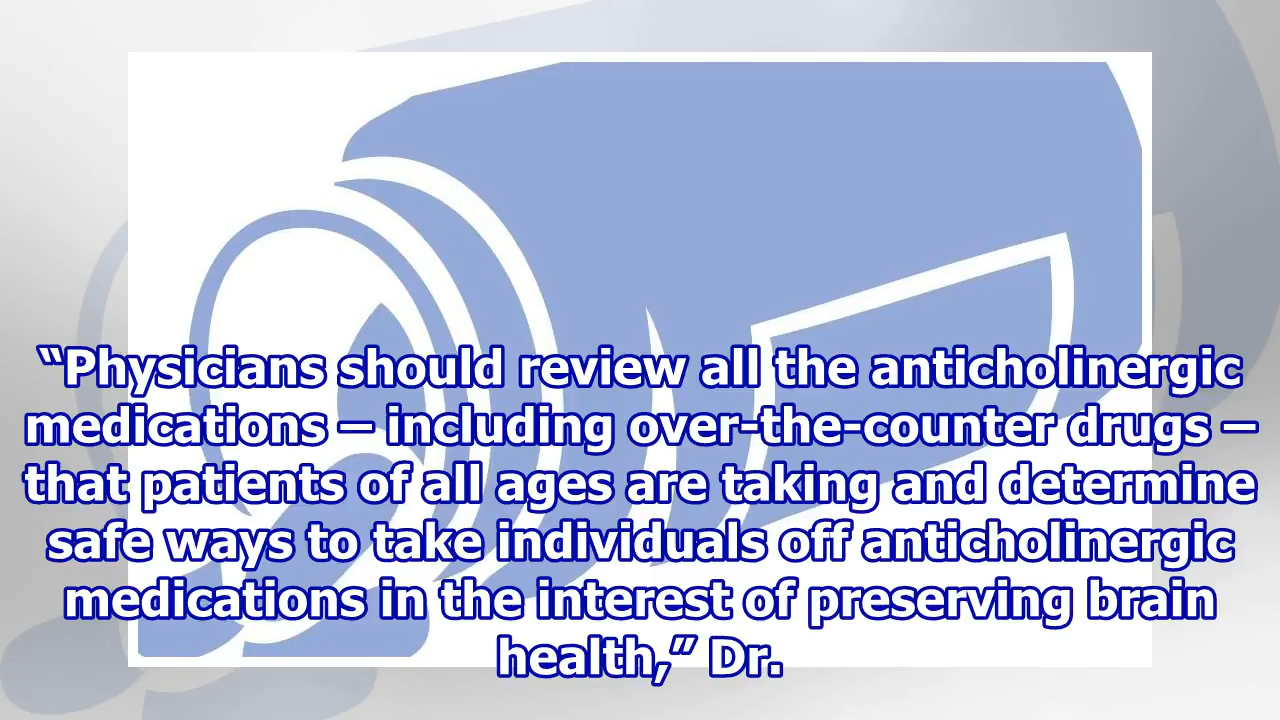 “Physicians should review all the anticholinergic
medications — including over-the-counter drugs —
that patients of all ages are taking and determine
safe ways to take individuals off anticholinergic
medications in the interest of preserving brain
health,” Dr.